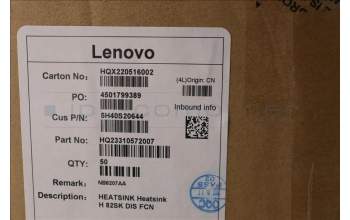 Lenovo
Carton No: HQX220516002
(4L)Origin: CN
PO: 4501799389
Inbound info
Cus P/N: 5H40S20644
Part No: HQ23310572007
QTY: 50
Remark: NB6207AA
Description: HEATSINK Heatsink
H 82SK DIS FCN